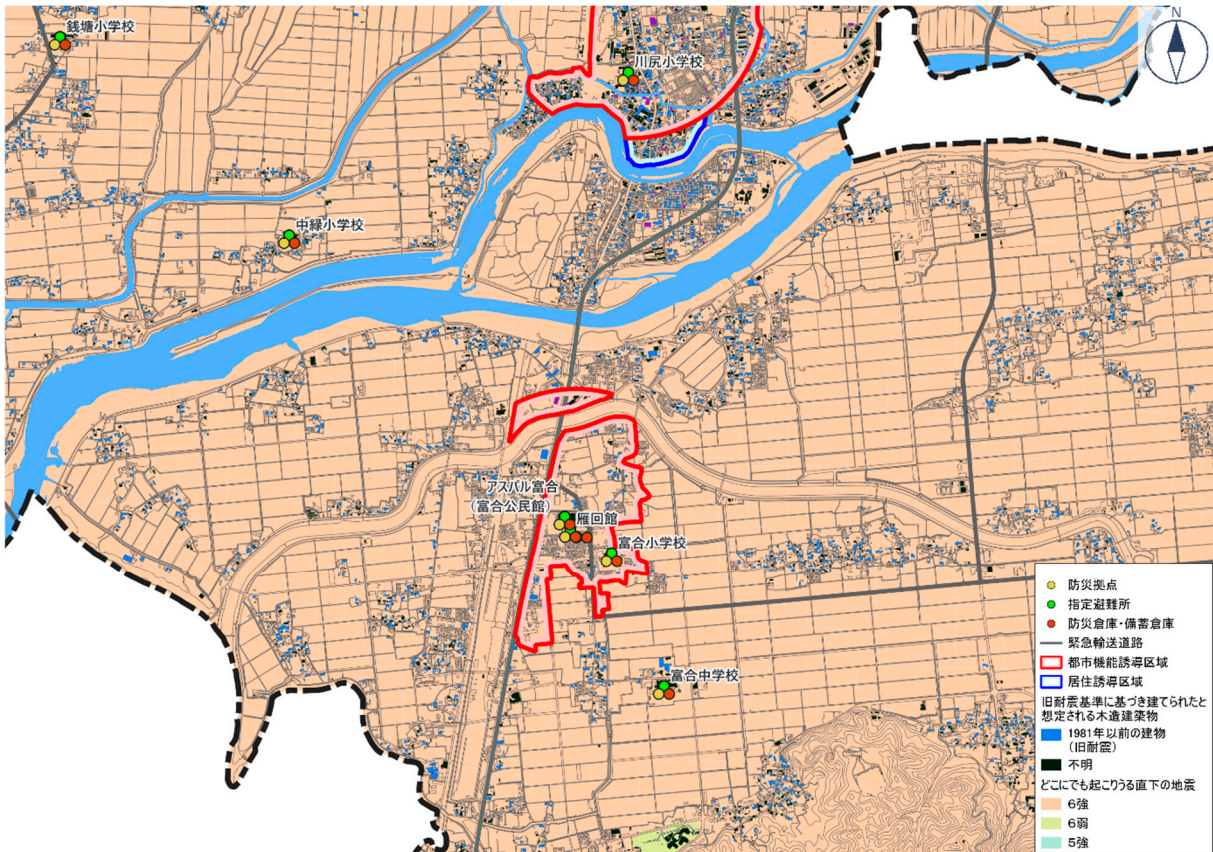 銭塘小学校
N
川尻小学校
中緑小学校
アスパル富合
(富合公民館)
雁回館
富合小学校
富合中学校
防災拠点
指定避難所
防災倉庫・備蓄倉庫
緊急輸送道路
都市機能誘導区域
居住誘導区域
旧耐震基準に基づき建てられたと
想定される木造建築物
1981年以前の建物
(旧耐震)
不明
どこにでも起こりうる直下の地震
6強
6弱
5強